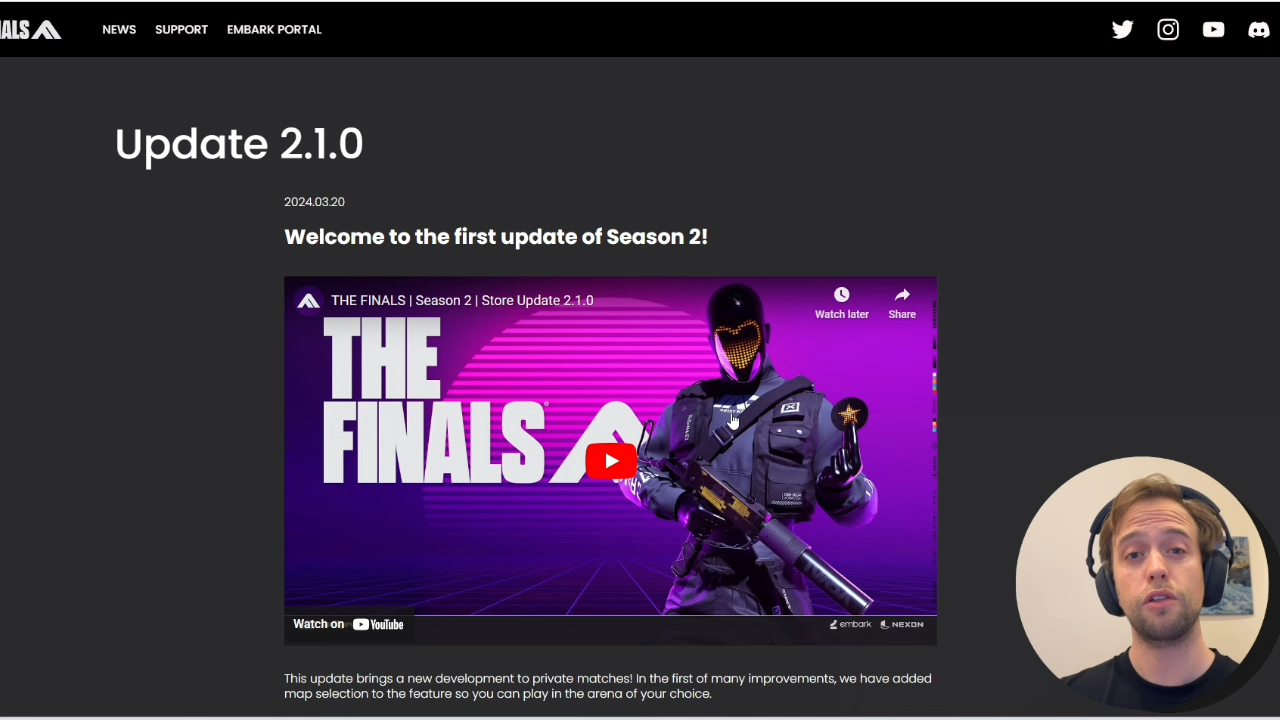 NALS
NEWS SUPPORT EMBARK PORTAL
Update 2.1.0
2024.03.20
Welcome to the first update of Season 2!
THE FINALS | Season 2 | Store Update 2.1.0
Watch later
Share
THE
FINALS
Watch on YouTube
embark NEXON
This update brings a new development to private matches! In the first of many improvements, we have added
map selection to the feature so you can play in the arena of your choice.